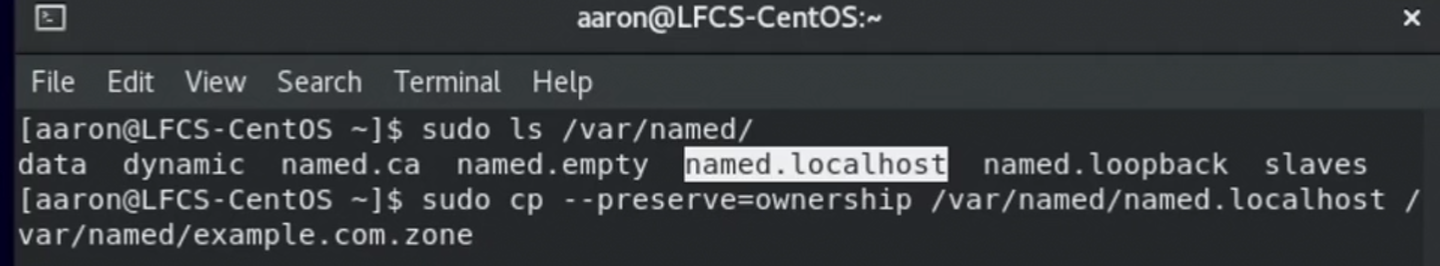 aaron@LFCS-CentOS:~
File Edit View Search Terminal Help
[aaron@LFCS-CentOS ~]$ sudo ls /var/named/
data dynamic named.ca named.empty named.localhost named.loopback slaves
[aaron@LFCS-CentOS ~]$ sudo cp --preserve=ownership /var/named/named.localhost /
var/named/example.com.zone